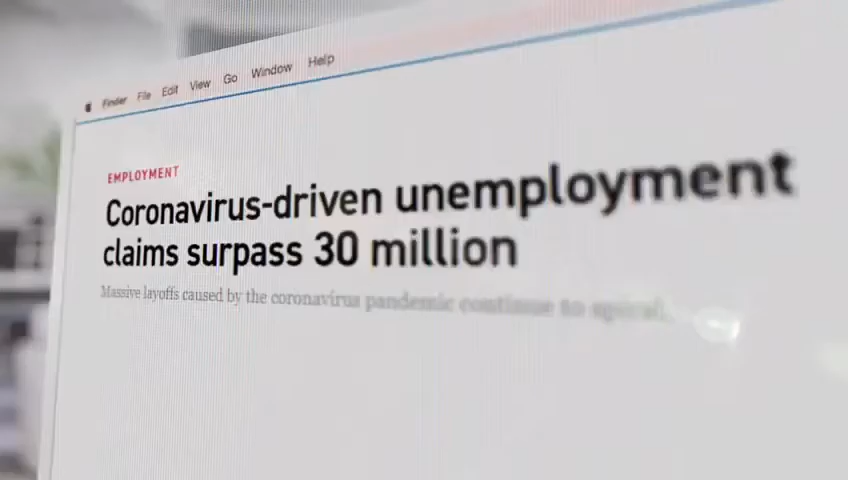 Finder File Edit View Go Window Help
EMPLOYMENT
Coronavirus-driven unemployment
claims surpass 30 million
Massive layoffs caused by the coronavirus pandemic continue to spiral.